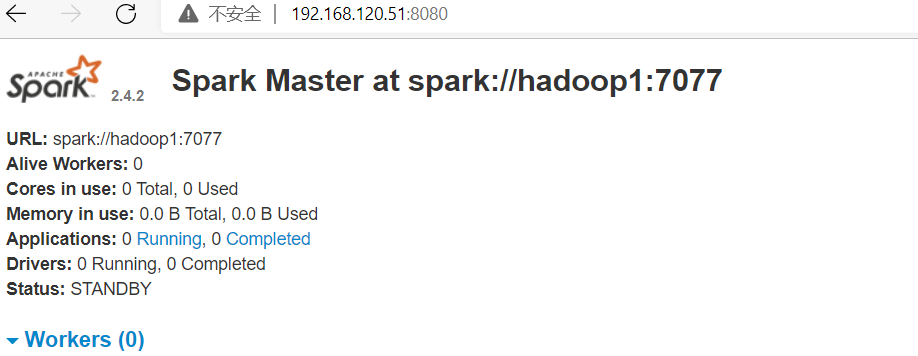 不安全 | 192.168.120.51:8080
APACHE
Spark 2.4.2 Spark Master at spark://hadoop1:7077
URL: spark://hadoop1:7077
Alive Workers: 0
Cores in use: 0 Total, 0 Used
Memory in use: 0.0 B Total, 0.0 B Used
Applications: 0 Running, 0 Completed
Drivers: 0 Running, 0 Completed
Status: STANDBY
Workers (0)